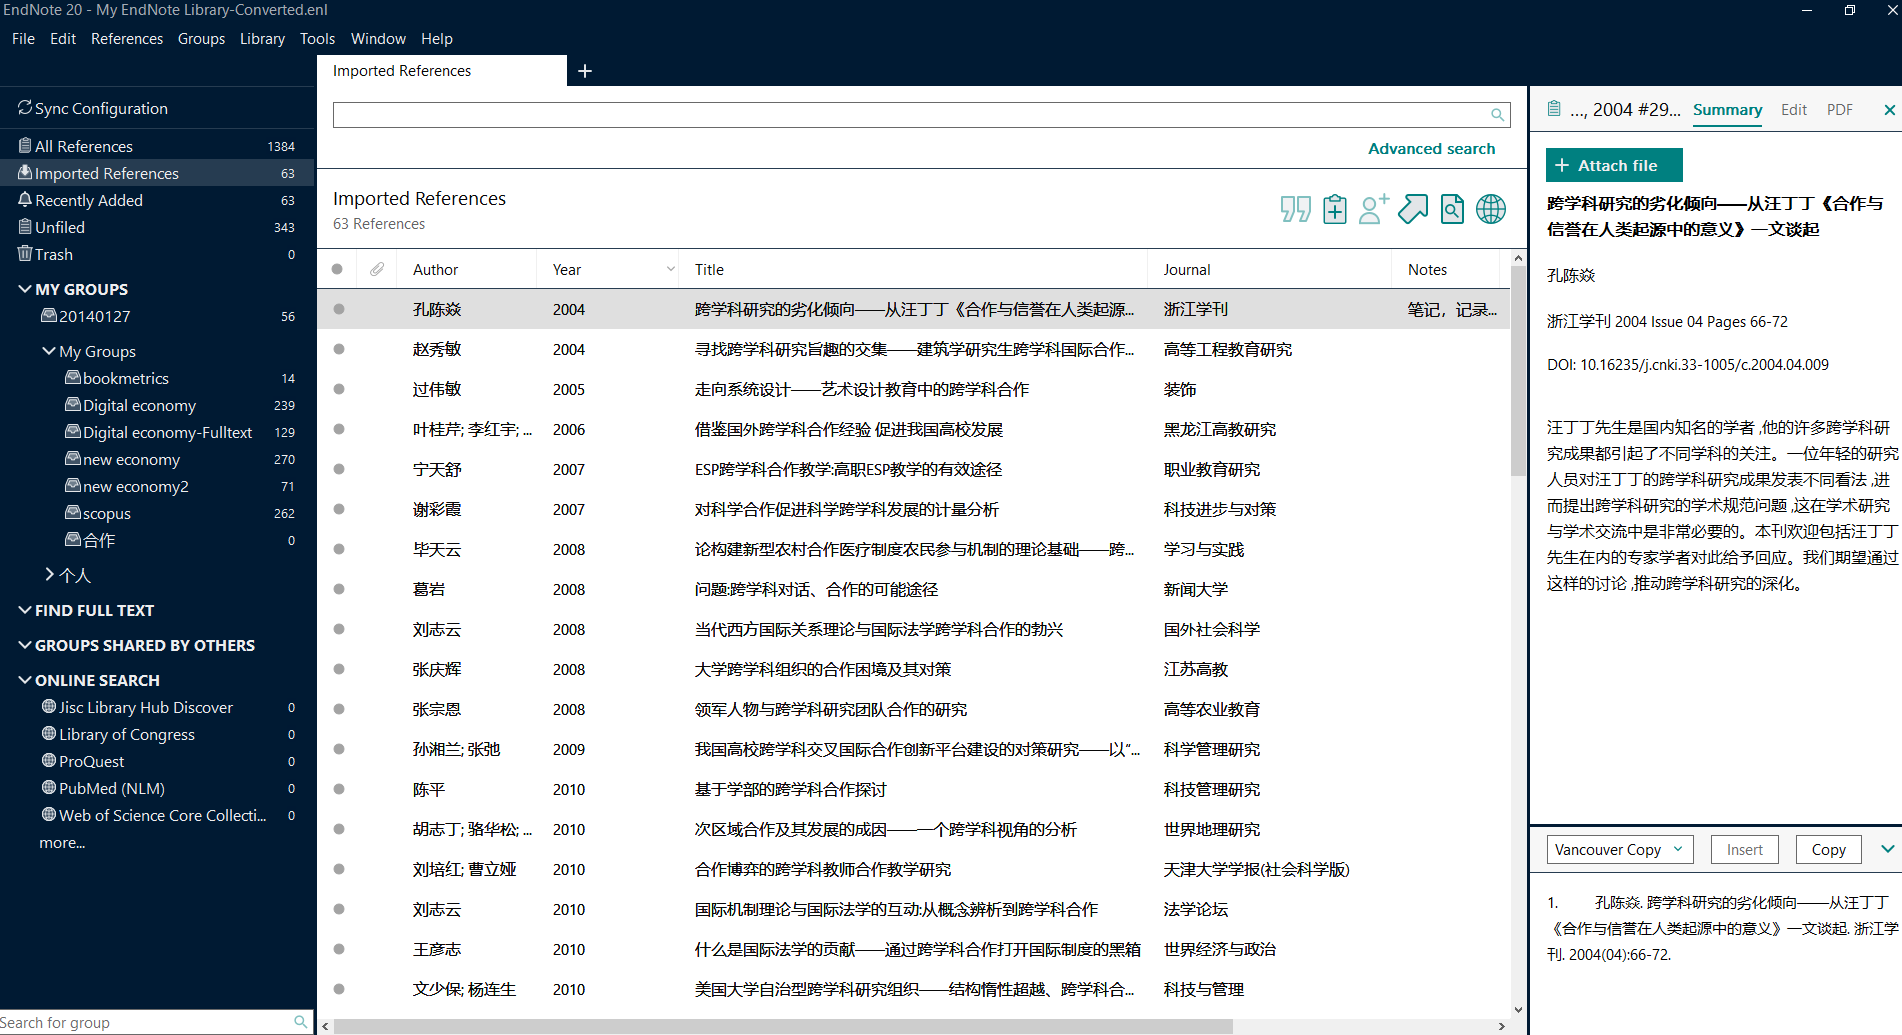 EndNote 20 - My EndNote Library-Converted.enl
File Edit References Groups Library Tools Window Help
Imported References
Sync Configuration
All References 1384
Imported References 63
Recently Added 63
Unfiled 343
Trash 0
MY GROUPS
20140127 56
My Groups
bookmetrics 14
Digital economy 239
Digital economy-Fulltext 129
new economy 270
new economy2 71
scopus 262
合作 0
个人
FIND FULL TEXT
GROUPS SHARED BY OTHERS
ONLINE SEARCH
Jisc Library Hub Discover 0
Library of Congress 0
ProQuest 0
PubMed (NLM) 0
Web of Science Core Collecti... 0
more...
Search for group
Advanced search
Imported References
63 References
Author Year Title Journal Notes
孔陈焱 2004 跨学科研究的劣化倾向——从汪丁丁《合作与信誉在人类起源... 浙江学刊 笔记，记录...
赵秀敏 2004 寻找跨学科研究旨趣的交集——建筑学研究生跨学科国际合作... 高等工程教育研究
过伟敏 2005 走向系统设计——艺术设计教育中的跨学科合作 装饰
叶桂芹; 李红宇; ... 2006 借鉴国外跨学科合作经验 促进我国高校发展 黑龙江高教研究
宁天舒 2007 ESP跨学科合作教学:高职ESP教学的有效途径 职业教育研究
谢彩霞 2007 对科学合作促进科学跨学科发展的计量分析 科技进步与对策
毕天云 2008 论构建新型农村合作医疗制度农民参与机制的理论基础——跨... 学习与实践
葛岩 2008 问题:跨学科对话、合作的可能途径 新闻大学
刘志云 2008 当代西方国际关系理论与国际法学跨学科合作的勃兴 国外社会科学
张庆辉 2008 大学跨学科组织的合作困境及其对策 江苏高教
张宗恩 2008 领军人物与跨学科研究团队合作的研究 高等农业教育
孙湘兰; 张弛 2009 我国高校跨学科交叉国际合作创新平台建设的对策研究——以“... 科学管理研究
陈平 2010 基于学部的跨学科合作探讨 科技管理研究
胡志丁; 骆华松; ... 2010 次区域合作及其发展的成因——一个跨学科视角的分析 世界地理研究
刘培红; 曹立娅 2010 合作博弈的跨学科教师合作教学研究 天津大学学报(社会科学版)
刘志云 2010 国际机制理论与国际法学的互动:从概念辨析到跨学科合作 法学论坛
王彦志 2010 什么是国际法学的贡献——通过跨学科合作打开国际制度的黑箱 世界经济与政治
文少保; 杨连生 2010 美国大学自治型跨学科研究组织——结构惰性超越、跨学科合... 科技与管理
..., 2004 #29... Summary Edit PDF
Attach file
跨学科研究的劣化倾向——从汪丁丁《合作与
信誉在人类起源中的意义》一文谈起
孔陈焱
浙江学刊 2004 Issue 04 Pages 66-72
DOI: 10.16235/j.cnki.33-1005/c.2004.04.009
汪丁丁先生是国内知名的学者 ,他的许多跨学科研
究成果都引起了不同学科的关注。一位年轻的研究
人员对汪丁丁的跨学科研究成果发表不同看法 ,进
而提出跨学科研究的学术规范问题 ,这在学术研究
与学术交流中是非常必要的。本刊欢迎包括汪丁丁
先生在内的专家学者对此给予回应。我们期望通过
这样的讨论 ,推动跨学科研究的深化。
Vancouver Copy Insert Copy
1. 孔陈焱. 跨学科研究的劣化倾向——从汪丁丁
《合作与信誉在人类起源中的意义》一文谈起. 浙江学
刊. 2004(04):66-72.